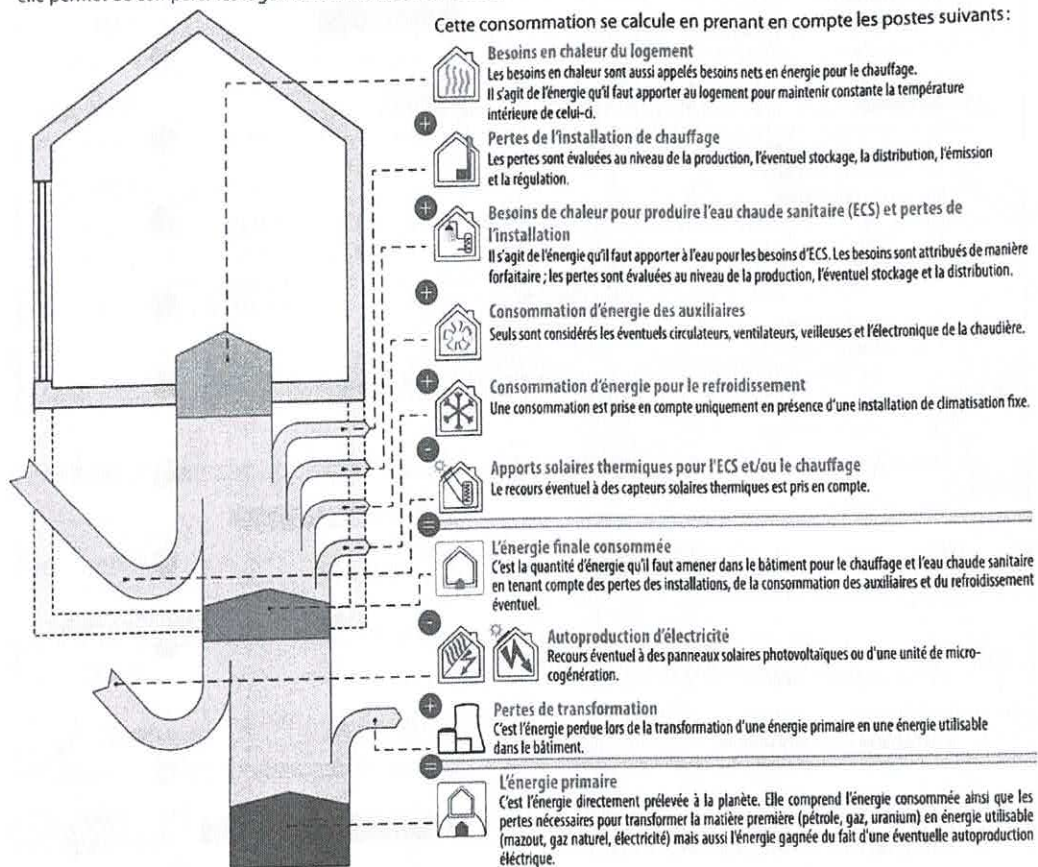 Cette consommation se calcule en prenant en compte les postes suivants:
Besoins en chaleur du logement
Les besoins en chaleur sont aussi appelés besoins nets en énergie pour le chauffage.
Il s'agit de l'énergie qu'il faut apporter au logement pour maintenir constante la température
intérieure de celui-ci.
+
Pertes de l'installation de chauffage
Les pertes sont évaluées au niveau de la production, l'éventuel stockage, la distribution, l'émission
et la régulation.
+
Besoins de chaleur pour produire l'eau chaude sanitaire (ECS) et pertes de
l'installation
Il s'agit de l'énergie qu'il faut apporter à l'eau pour les besoins d'ECS. Les besoins sont attribués de manière
forfaitaire ; les pertes sont évaluées au niveau de la production, l'éventuel stockage et la distribution.
+
Consommation d'énergie des auxiliaires
Seuls sont considérés les éventuels circulateurs, ventilateurs, veilleuses et l'électronique de la chaudière.
+
Consommation d'énergie pour le refroidissement
Une consommation est prise en compte uniquement en présence d'une installation de climatisation fixe.
-
Apports solaires thermiques pour l'ECS et/ou le chauffage
Le recours éventuel à des capteurs solaires thermiques est pris en compte.
=
L'énergie finale consommée
C'est la quantité d'énergie qu'il faut amener dans le bâtiment pour le chauffage et l'eau chaude sanitaire
en tenant compte des pertes des installations, de la consommation des auxiliaires et du refroidissement
éventuel.
-
Autoproduction d'électricité
Recours éventuel à des panneaux solaires photovoltaïques ou d'une unité de micro-
cogénération.
+
Pertes de transformation
C'est l'énergie perdue lors de la transformation d'une énergie primaire en une énergie utilisable
dans le bâtiment.
=
L'énergie primaire
C'est l'énergie directement prélevée à la planète. Elle comprend l'énergie consommée ainsi que les
pertes nécessaires pour transformer la matière première (pétrole, gaz, uranium) en énergie utilisable
(mazout, gaz naturel, électricité) mais aussi l'énergie gagnée du fait d'une éventuelle autoproduction
éléctrique.